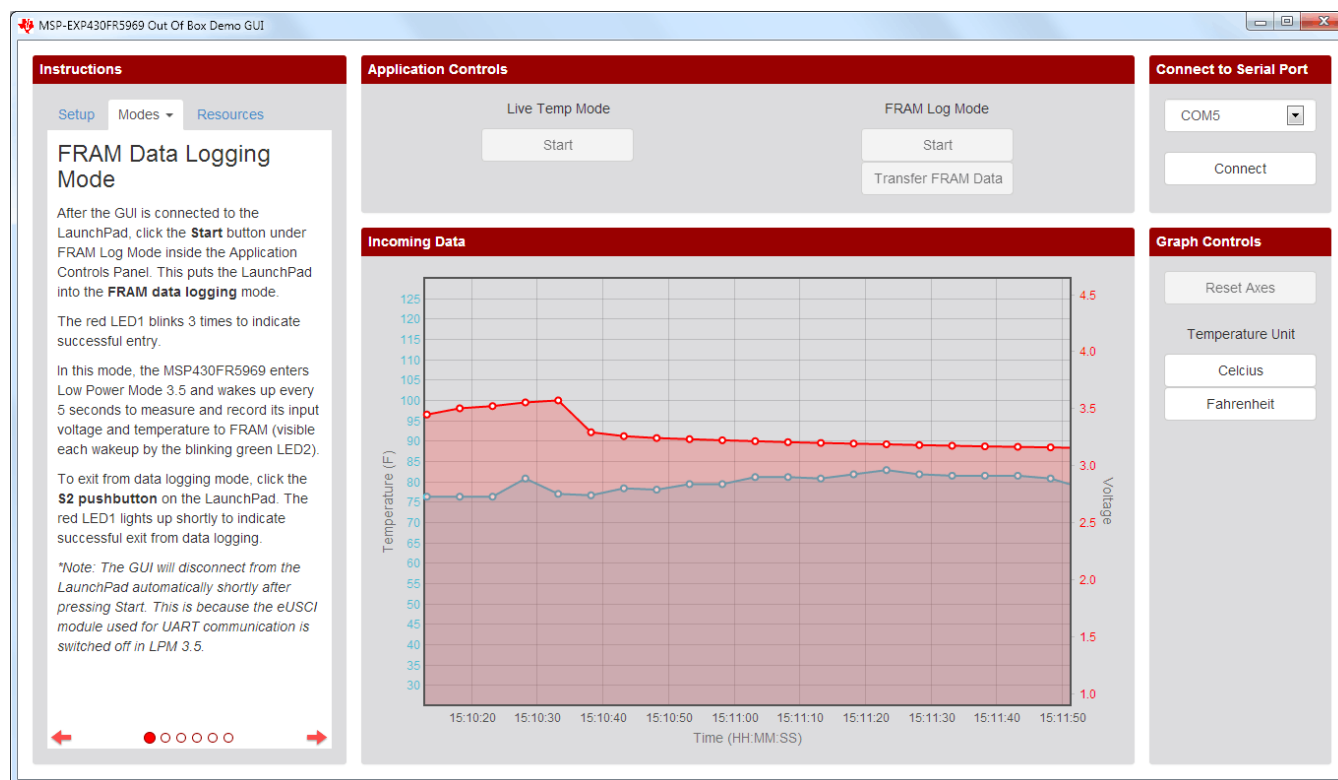 MSP-EXP430FR5969 Out Of Box Demo GUI
Instructions
Setup Modes Resources
FRAM Data Logging
Mode
After the GUI is connected to the
LaunchPad, click the Start button under
FRAM Log Mode inside the Application
Controls Panel. This puts the LaunchPad
into the FRAM data logging mode.
The red LED1 blinks 3 times to indicate
successful entry.
In this mode, the MSP430FR5969 enters
Low Power Mode 3.5 and wakes up every
5 seconds to measure and record its input
voltage and temperature to FRAM (visible
each wakeup by the blinking green LED2).
To exit from data logging mode, click the
S2 pushbutton on the LaunchPad. The
red LED1 lights up shortly to indicate
successful exit from data logging.
*Note: The GUI will disconnect from the
LaunchPad automatically shortly after
pressing Start. This is because the eUSCI
module used for UART communication is
switched off in LPM 3.5.
Application Controls
Live Temp Mode
Start
FRAM Log Mode
Start
Transfer FRAM Data
Connect to Serial Port
COM5
Connect
Incoming Data
Temperature (F)
125
120
115
110
105
100
95
90
85
80
75
70
65
60
55
50
45
40
35
30
4.5
4.0
3.5
3.0
2.5
2.0
1.5
1.0
Voltage
15:10:20 15:10:30 15:10:40 15:10:50 15:11:00 15:11:10 15:11:20 15:11:30 15:11:40 15:11:50
Time (HH:MM:SS)
Graph Controls
Reset Axes
Temperature Unit
Celcius
Fahrenheit